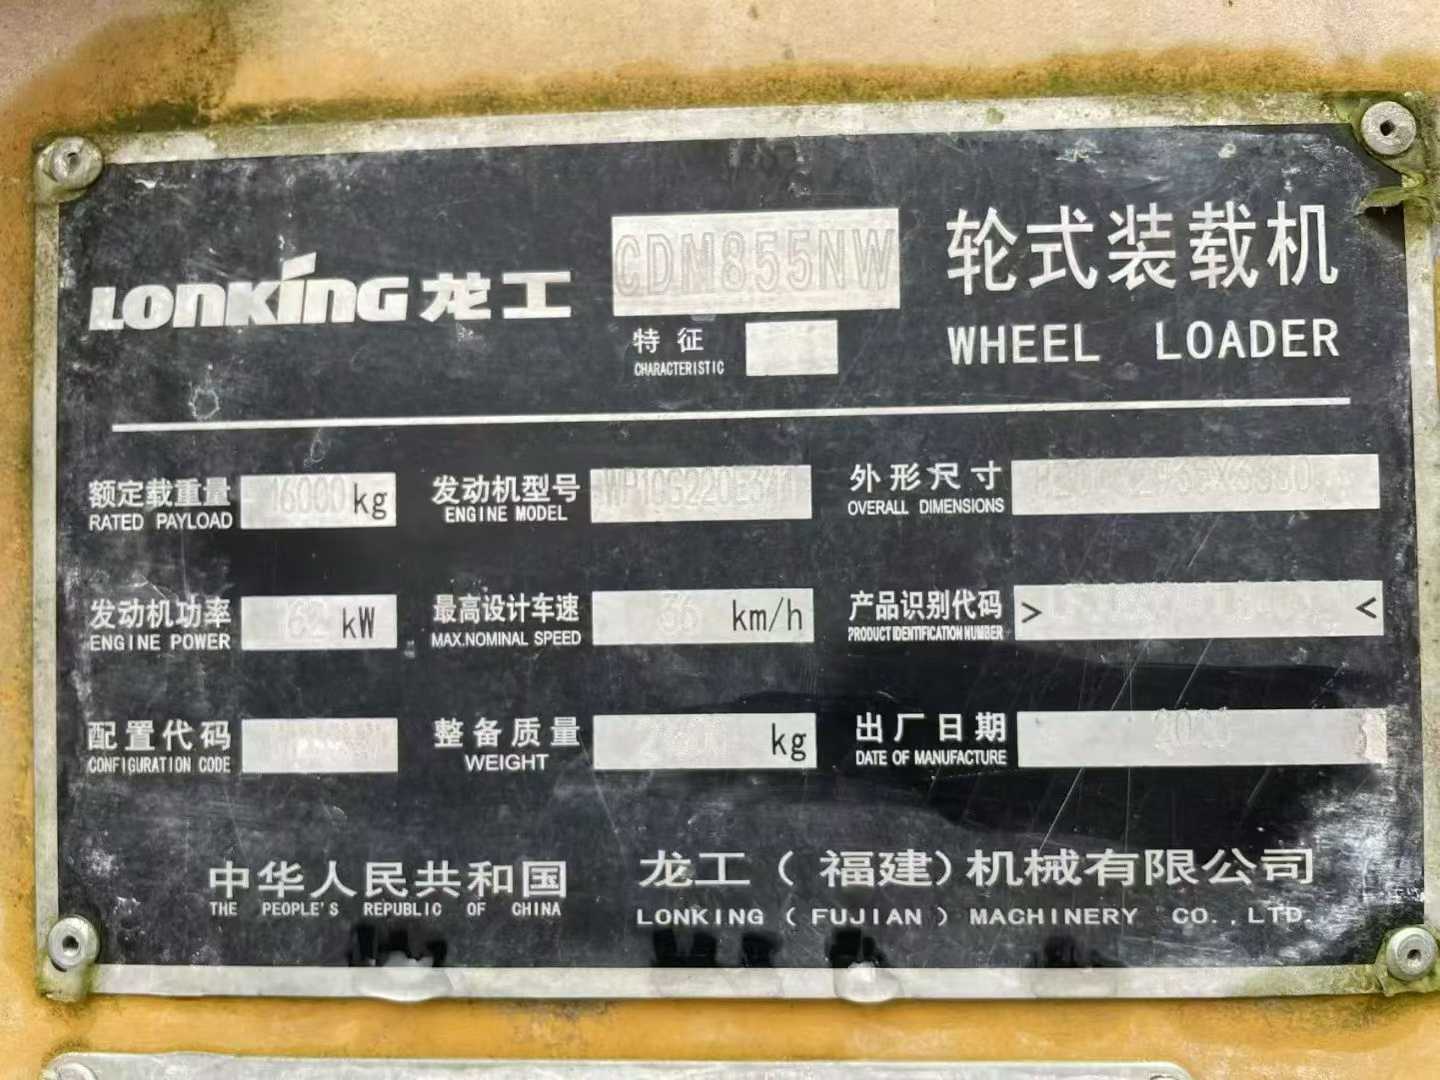 LONKING 龙工 CDM855NW 轮式装载机
特征
CHARACTERISTIC
WHEEL LOADER
额定载重量 kg 发动机型号 外形尺寸
RATED PAYLOAD ENGINE MODEL OVERALL DIMENSIONS
发动机功率 kW 最高设计车速 36 km/h 产品识别代码 > <
ENGINE POWER MAX.NOMINAL SPEED PRODUCT IDENTIFICATION NUMBER
配置代码 整备质量 kg 出厂日期
CONFIGURATION CODE WEIGHT DATE OF MANUFACTURE
中华人民共和国 龙工(福建)机械有限公司
THE PEOPLE'S REPUBLIC OF CHINA LONKING (FUJIAN) MACHINERY CO.,LTD.